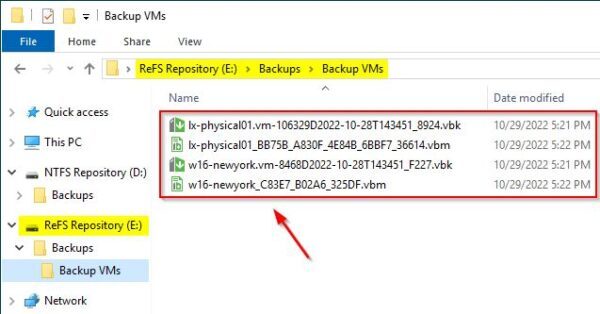 Backup VMs
File Home Share View
ReFS Repository (E:) Backups Backup VMs
Name Date modified
Quick access
This PC
NTFS Repository (D:)
Backups
ReFS Repository (E:)
Backups
Backup VMs
Network
lx-physical01.vm-106329D2022-10-28T143451_8924.vbk 10/29/2022 5:21 PM
lx-physical01_BB75B_A830F_4E84B_6BBF7_36614.vbm 10/29/2022 5:22 PM
w16-newyork.vm-8468D2022-10-28T143451_F227.vbk 10/29/2022 5:21 PM
w16-newyork_C83E7_B02A6_325DF.vbm 10/29/2022 5:22 PM